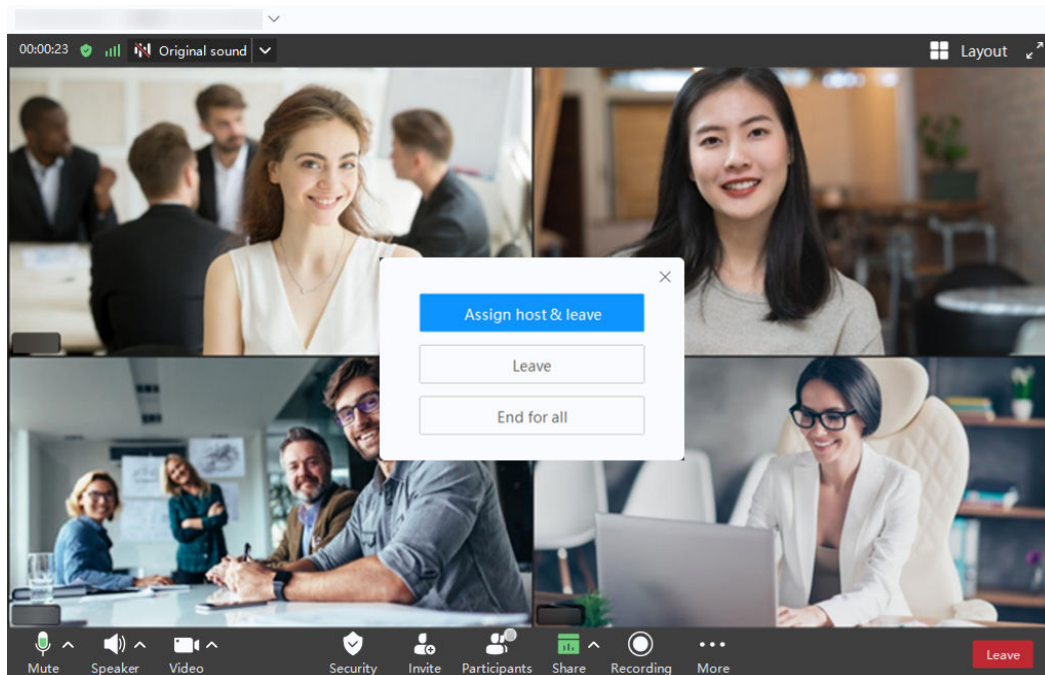 00:00:23 Original sound Layout
Assign host & leave
Leave
End for all
Mute Speaker Video Security Invite Participants Share Recording More Leave